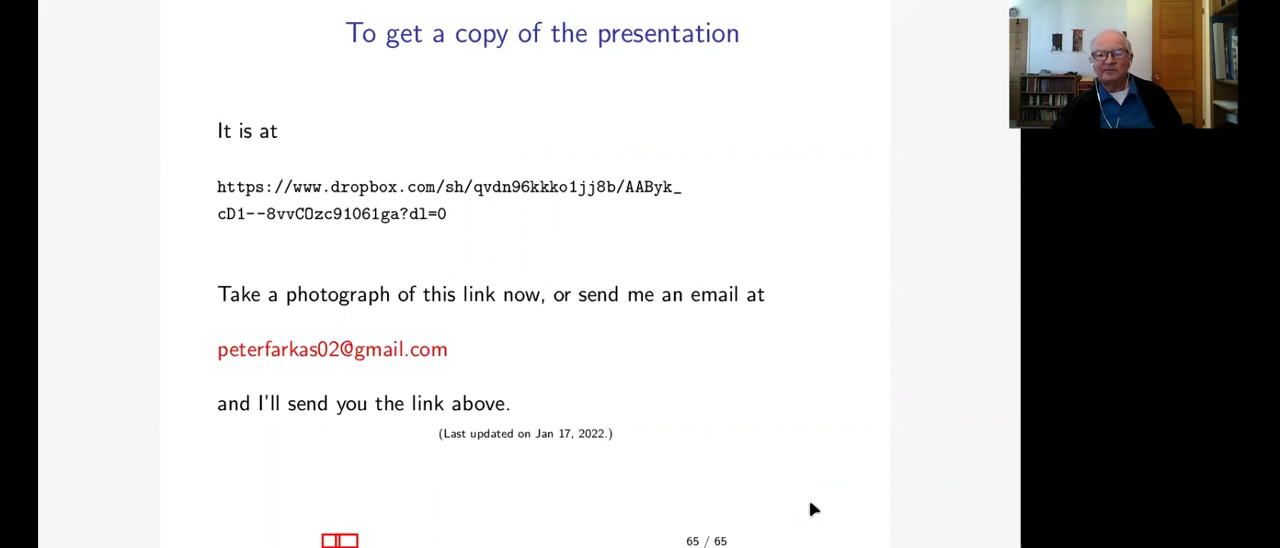 To get a copy of the presentation
It is at
https://www.dropbox.com/sh/qvdn96kkko1jj8b/AAByk_
cD1--8vvCOzc91061ga?dl=0
Take a photograph of this link now, or send me an email at
peterfarkas02@gmail.com
and I'll send you the link above.
(Last updated on Jan 17, 2022.)
65 / 65